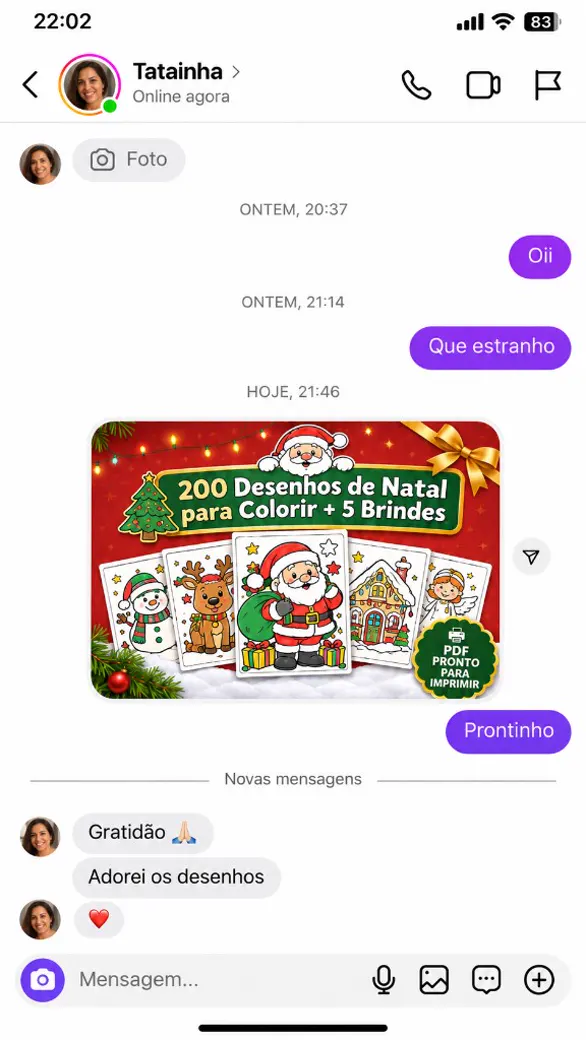 22:02
83
Tatainha
Online agora
Foto
ONTEM, 20:37
Oii
ONTEM, 21:14
Que estranho
HOJE, 21:46
200 Desenhos de Natal
para Colorir + 5 Brindes
PDF
PRONTO
PARA
IMPRIMIR
Prontinho
Novas mensagens
Gratidão 🙏🏻
Adorei os desenhos
❤️
Mensagem...